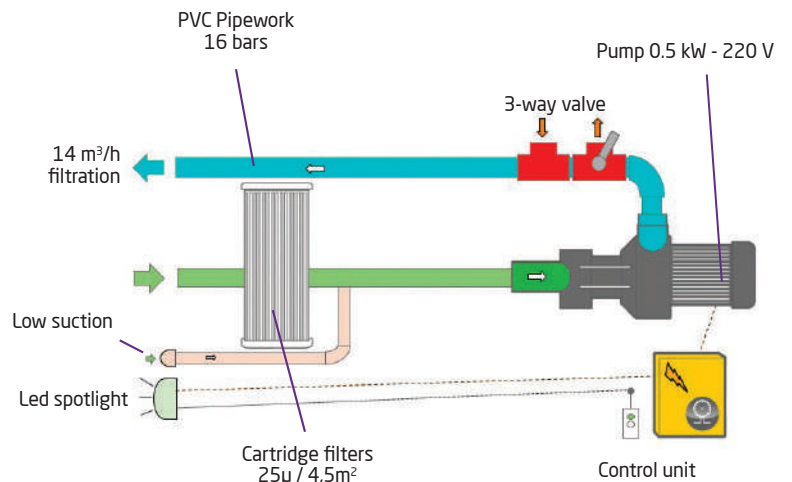 PVC Pipework
16 bars
Pump 0.5 kW - 220 V
3-way valve
14 m³/h
filtration
Low suction
Led spotlight
Cartridge filters
25µ / 4,5m²
Control unit